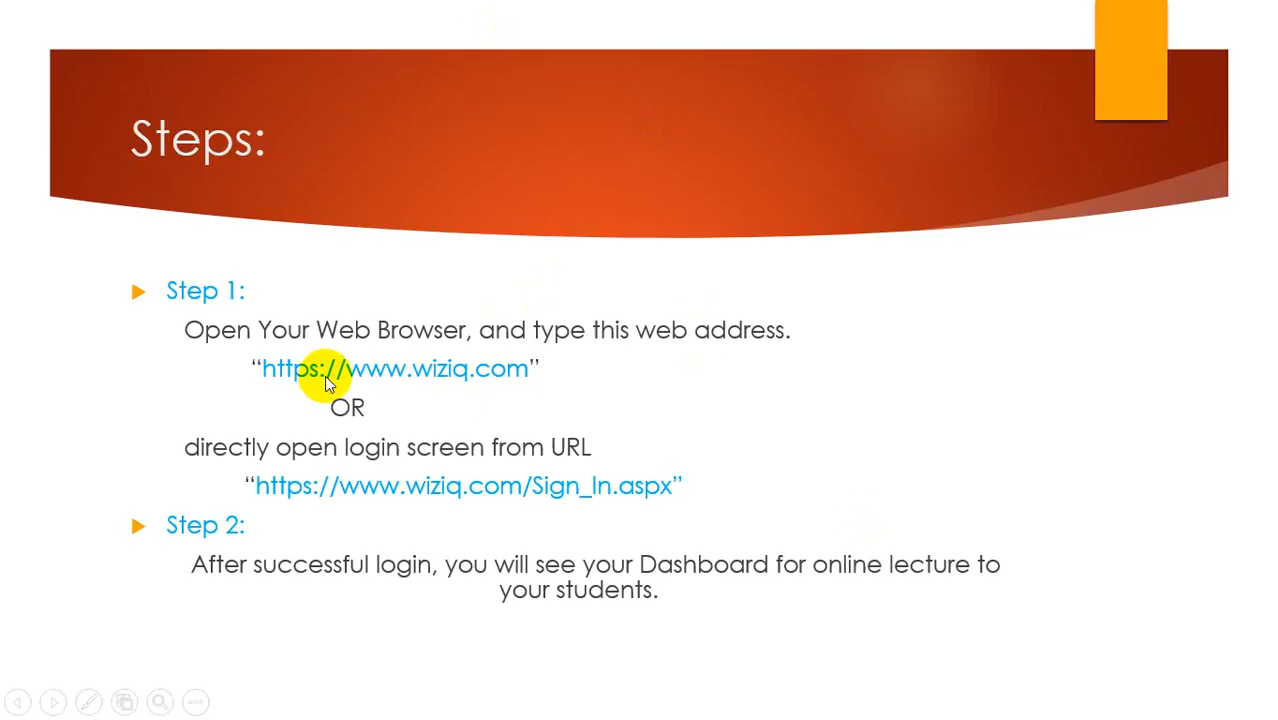 Steps:
Step 1:
Open Your Web Browser, and type this web address.
“https://www.wiziq.com”
OR
directly open login screen from URL
“https://www.wiziq.com/Sign_In.aspx”
Step 2:
After successful login, you will see your Dashboard for online lecture to
your students.